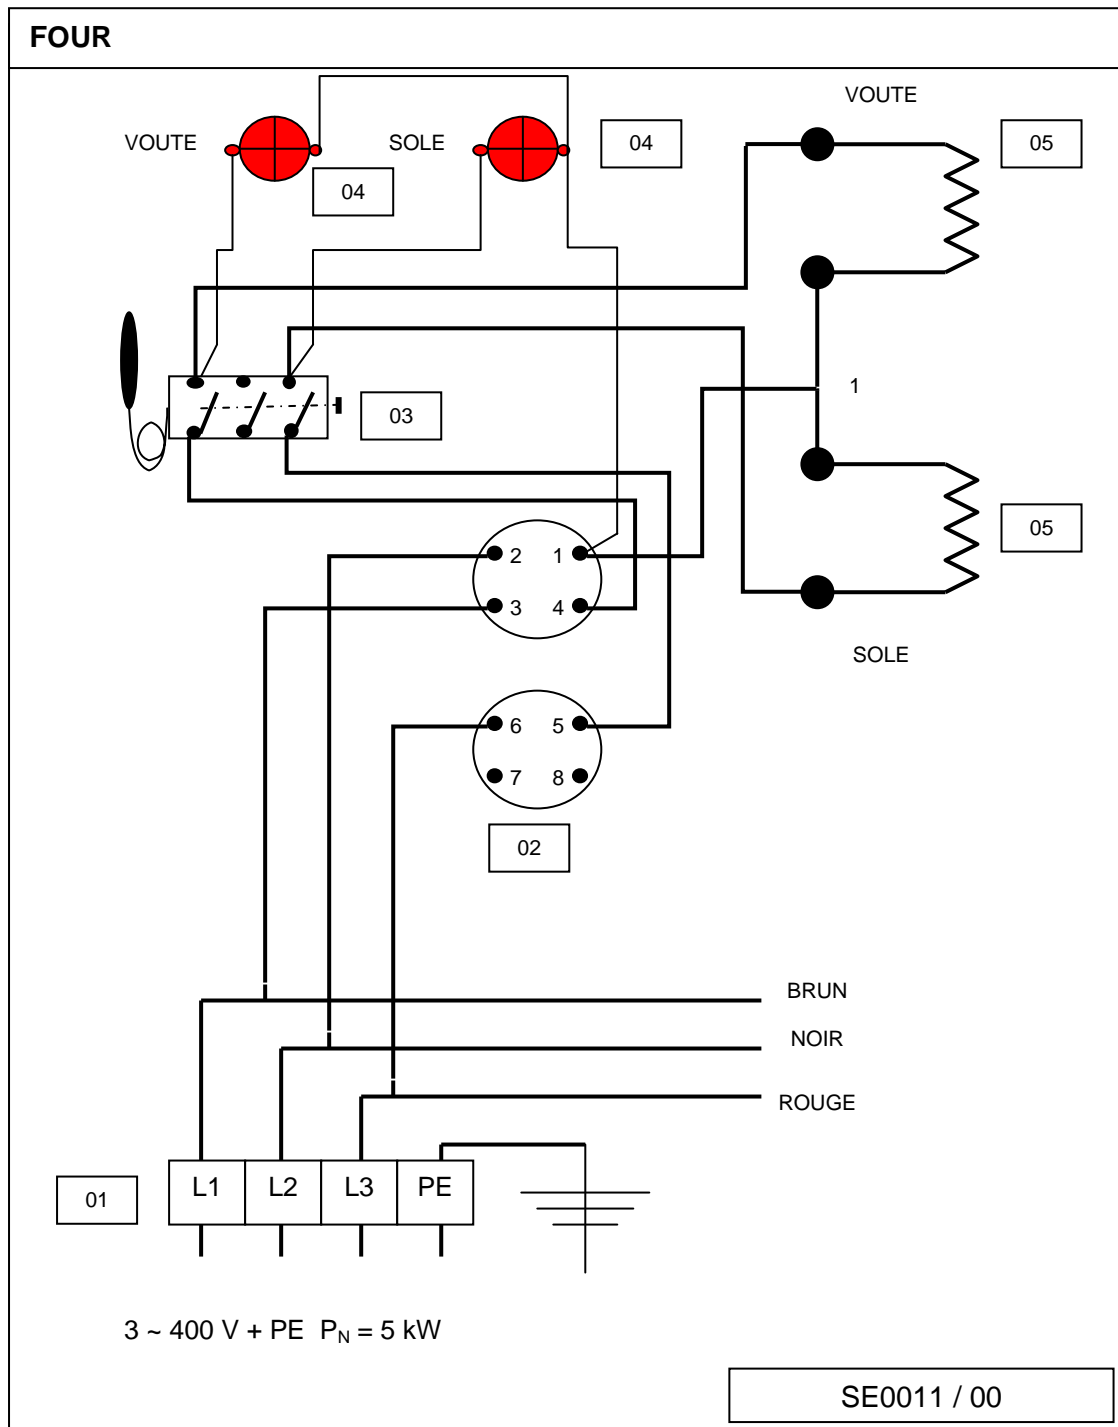 FOUR
VOUTE
VOUTE
SOLE
04
05
04
1
03
05
2 1
3 4
SOLE
6 5
7 8
02
BRUN
NOIR
ROUGE
01
L1 L2 L3 PE
3 ~ 400 V + PE P_N = 5 kW
SE0011 / 00